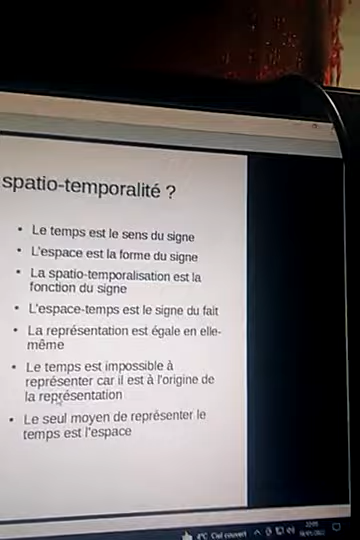 spatio-temporalité ?
• Le temps est le sens du signe
• L'espace est la forme du signe
• La spatio-temporalisation est la
fonction du signe
• L'espace-temps est le signe du fait
• La représentation est égale en elle-
même
• Le temps est impossible à
représenter car il est à l'origine de
la représentation
• Le seul moyen de représenter le
temps est l'espace
4°C Ciel couvert